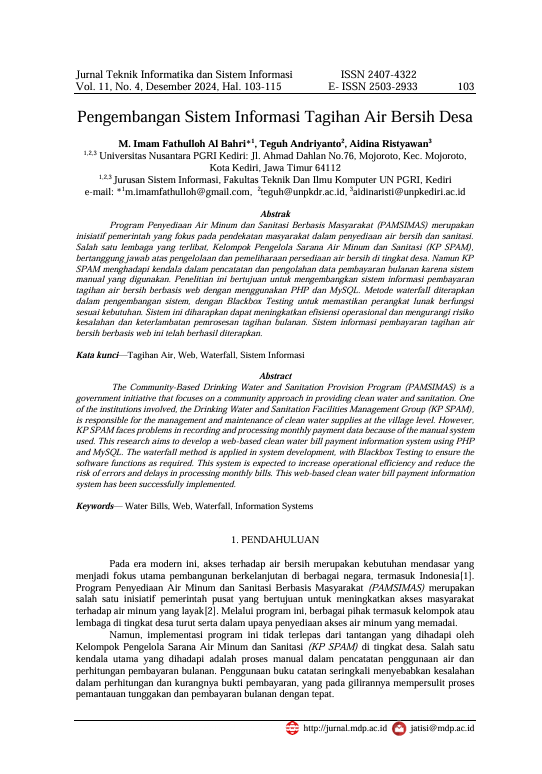 Jurnal Teknik Informatika dan Sistem Informasi ISSN 2407-4322
Vol. 11, No. 4, Desember 2024, Hal. 103-115 E- ISSN 2503-2933 103
Pengembangan Sistem Informasi Tagihan Air Bersih Desa
M. Imam Fathulloh Al Bahri*1, Teguh Andriyanto2, Aidina Ristyawan3
1,2,3 Universitas Nusantara PGRI Kediri: Jl. Ahmad Dahlan No.76, Mojoroto, Kec. Mojoroto,
Kota Kediri, Jawa Timur 64112
1,2,3 Jurusan Sistem Informasi, Fakultas Teknik Dan Ilmu Komputer UN PGRI, Kediri
e-mail: *1m.imamfathulloh@gmail.com, 2teguh@unpkdr.ac.id, 3aidinaristi@unpkediri.ac.id
Abstrak
Program Penyediaan Air Minum dan Sanitasi Berbasis Masyarakat (PAMSIMAS) merupakan
inisiatif pemerintah yang fokus pada pendekatan masyarakat dalam penyediaan air bersih dan sanitasi.
Salah satu lembaga yang terlibat, Kelompok Pengelola Sarana Air Minum dan Sanitasi (KP SPAM),
bertanggung jawab atas pengelolaan dan pemeliharaan persediaan air bersih di tingkat desa. Namun KP
SPAM menghadapi kendala dalam pencatatan dan pengolahan data pembayaran bulanan karena sistem
manual yang digunakan. Penelitian ini bertujuan untuk mengembangkan sistem informasi pembayaran
tagihan air bersih berbasis web dengan menggunakan PHP dan MySQL. Metode waterfall diterapkan
dalam pengembangan sistem, dengan Blackbox Testing untuk memastikan perangkat lunak berfungsi
sesuai kebutuhan. Sistem ini diharapkan dapat meningkatkan efisiensi operasional dan mengurangi risiko
kesalahan dan keterlambatan pemrosesan tagihan bulanan. Sistem informasi pembayaran tagihan air
bersih berbasis web ini telah berhasil diterapkan.
Kata kunci—Tagihan Air, Web, Waterfall, Sistem Informasi
Abstract
The Community-Based Drinking Water and Sanitation Provision Program (PAMSIMAS) is a
government initiative that focuses on a community approach in providing clean water and sanitation. One
of the institutions involved, the Drinking Water and Sanitation Facilities Management Group (KP SPAM),
is responsible for the management and maintenance of clean water supplies at the village level. However,
KP SPAM faces problems in recording and processing monthly payment data because of the manual system
used. This research aims to develop a web-based clean water bill payment information system using PHP
and MySQL. The waterfall method is applied in system development, with Blackbox Testing to ensure the
software functions as required. This system is expected to increase operational efficiency and reduce the
risk of errors and delays in processing monthly bills. This web-based clean water bill payment information
system has been successfully implemented.
Keywords— Water Bills, Web, Waterfall, Information Systems
1. PENDAHULUAN
Pada era modern ini, akses terhadap air bersih merupakan kebutuhan mendasar yang
menjadi fokus utama pembangunan berkelanjutan di berbagai negara, termasuk Indonesia[1].
Program Penyediaan Air Minum dan Sanitasi Berbasis Masyarakat (PAMSIMAS) merupakan
salah satu inisiatif pemerintah pusat yang bertujuan untuk meningkatkan akses masyarakat
terhadap air minum yang layak[2]. Melalui program ini, berbagai pihak termasuk kelompok atau
lembaga di tingkat desa turut serta dalam upaya penyediaan akses air minum yang memadai.
Namun, implementasi program ini tidak terlepas dari tantangan yang dihadapi oleh
Kelompok Pengelola Sarana Air Minum dan Sanitasi (KP SPAM) di tingkat desa. Salah satu
kendala utama yang dihadapi adalah proses manual dalam pencatatan penggunaan air dan
perhitungan pembayaran bulanan. Penggunaan buku catatan seringkali menyebabkan kesalahan
dalam perhitungan dan kurangnya bukti pembayaran, yang pada gilirannya mempersulit proses
pemantauan tunggakan dan pembayaran bulanan dengan tepat.
http://jurnal.mdp.ac.id jatisi@mdp.ac.id